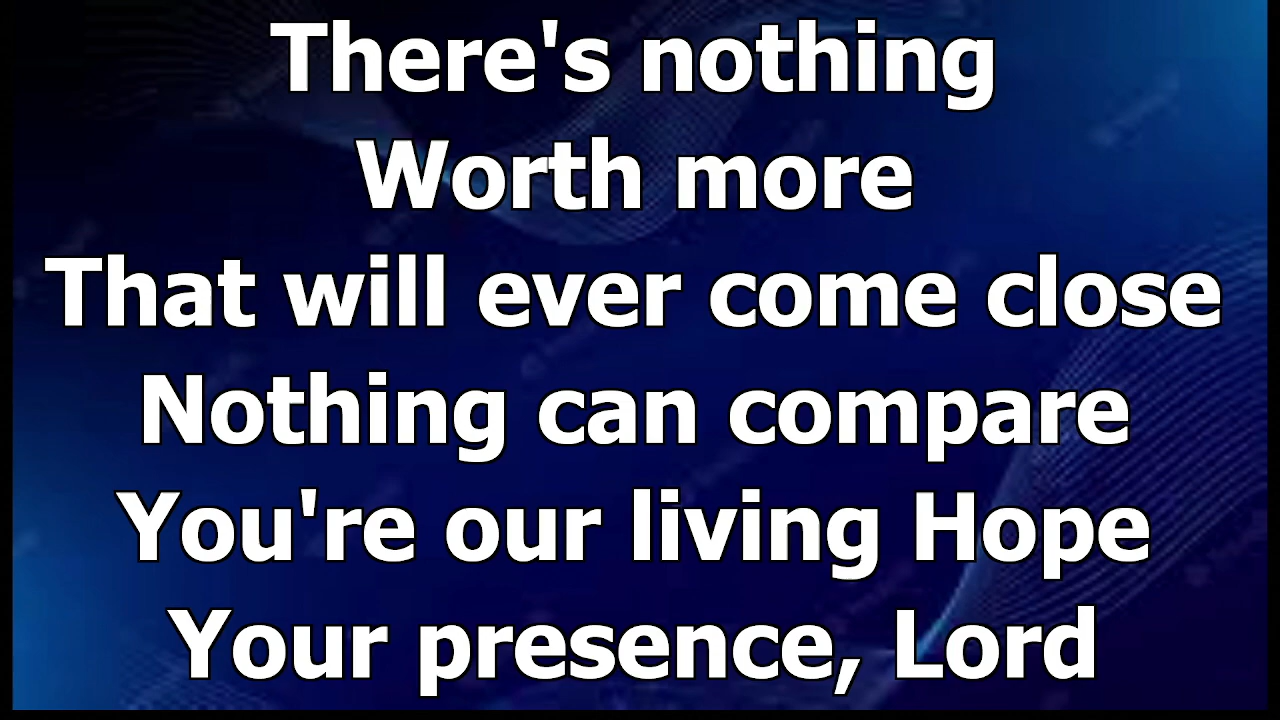 There's nothing
Worth more
That will ever come close
Nothing can compare
You're our living Hope
Your presence, Lord